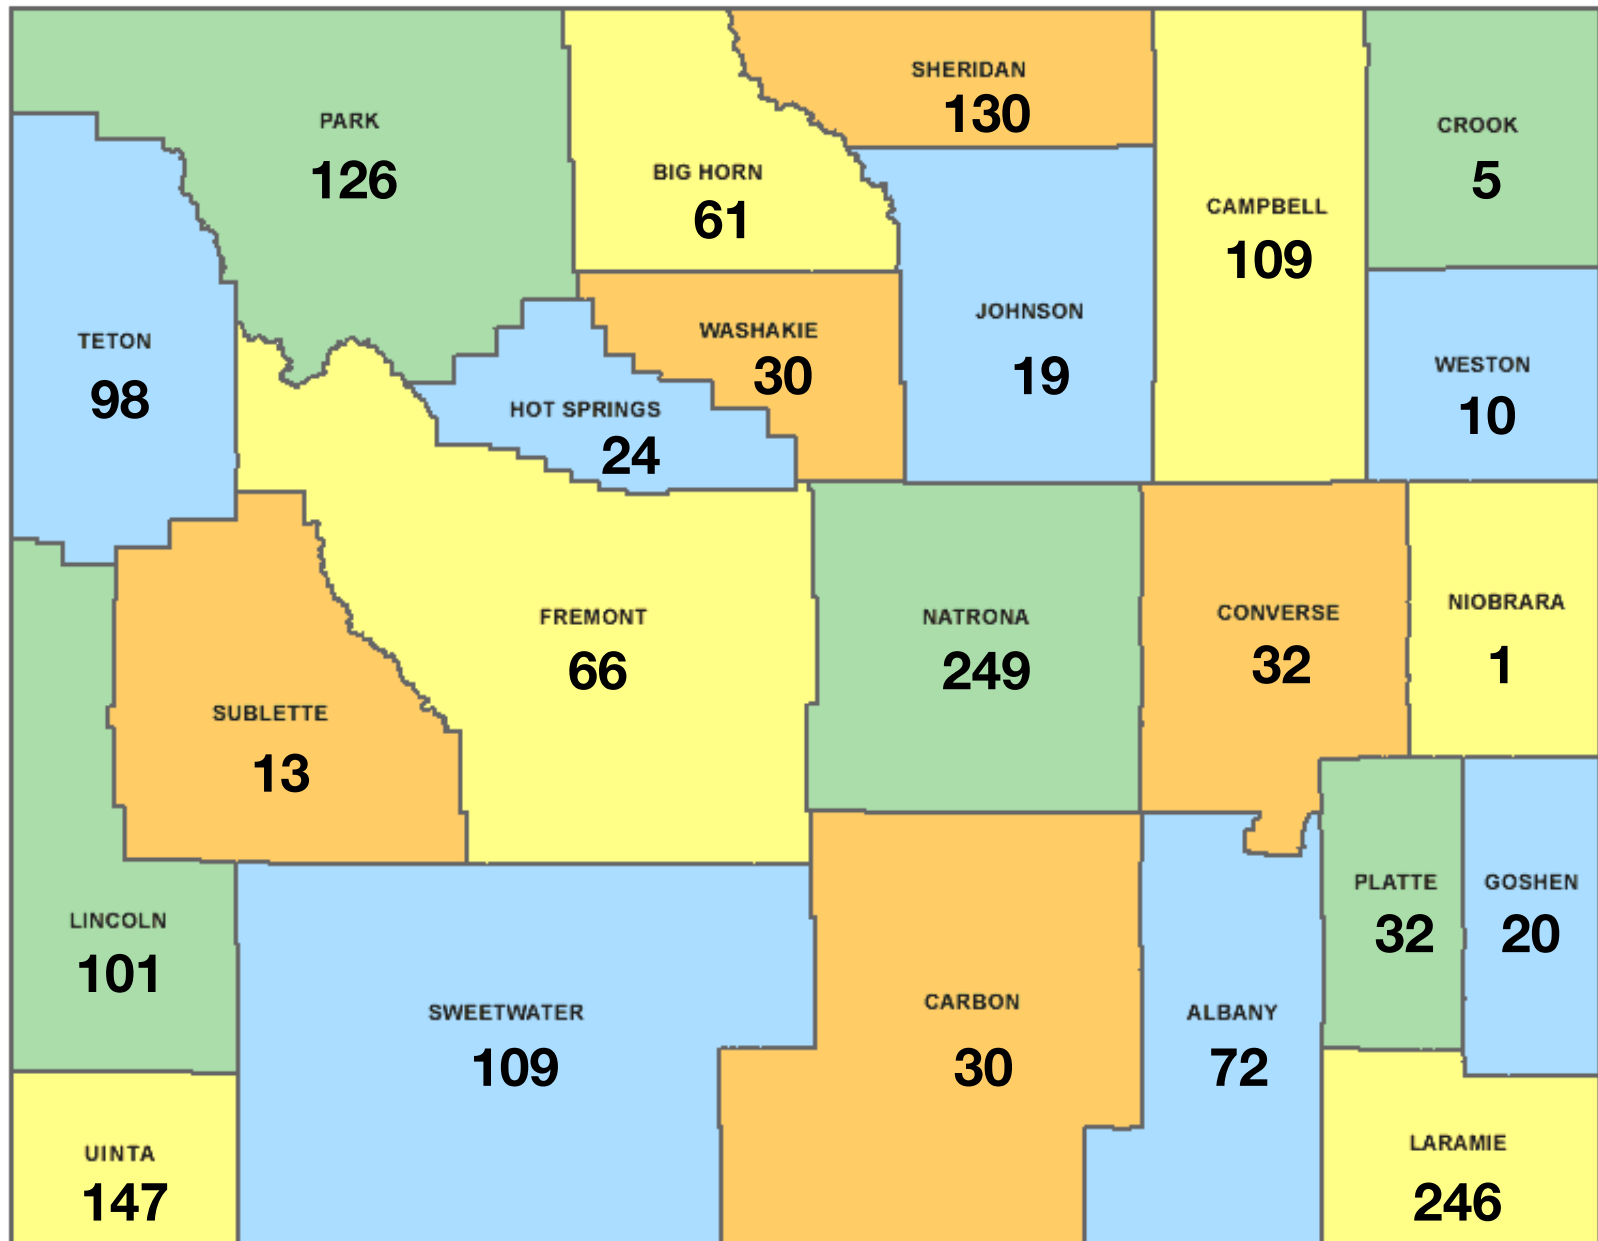 PARK
126
BIG HORN
61
SHERIDAN
130
CAMPBELL
109
CROOK
5
TETON
98
HOT SPRINGS
24
WASHAKIE
30
JOHNSON
19
WESTON
10
SUBLETTE
13
FREMONT
66
NATRONA
249
CONVERSE
32
NIOBRARA
1
LINCOLN
101
SWEETWATER
109
CARBON
30
ALBANY
72
PLATTE
32
GOSHEN
20
UINTA
147
LARAMIE
246